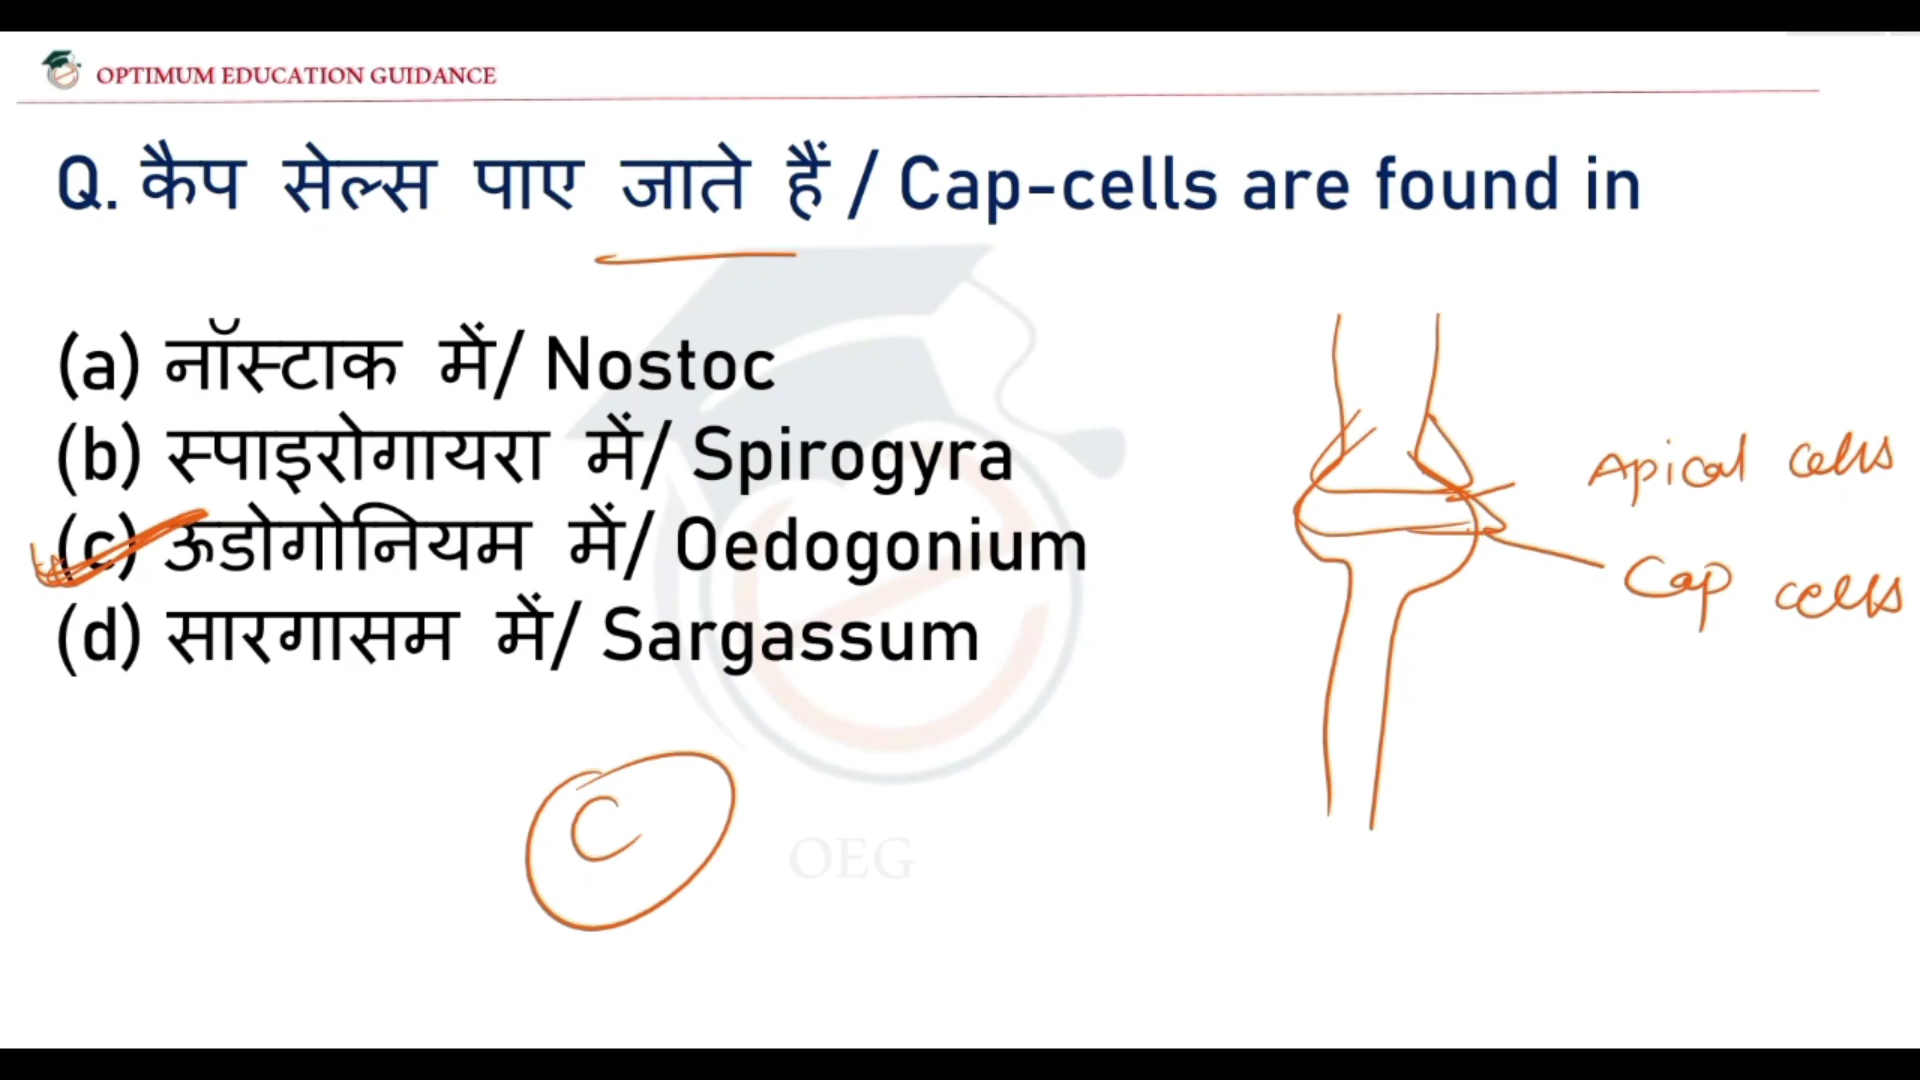 OPTIMUM EDUCATION GUIDANCE
Q. कैप सेल्स पाए जाते हैं / Cap-cells are found in
(a) नॉस्टाक में/ Nostoc
(b) स्पाइरोगायरा में/ Spirogyra
(c) ऊडोगोनियम में/ Oedogonium
(d) सारगासम में/ Sargassum
Apical cells
Cap cells
C
OEG